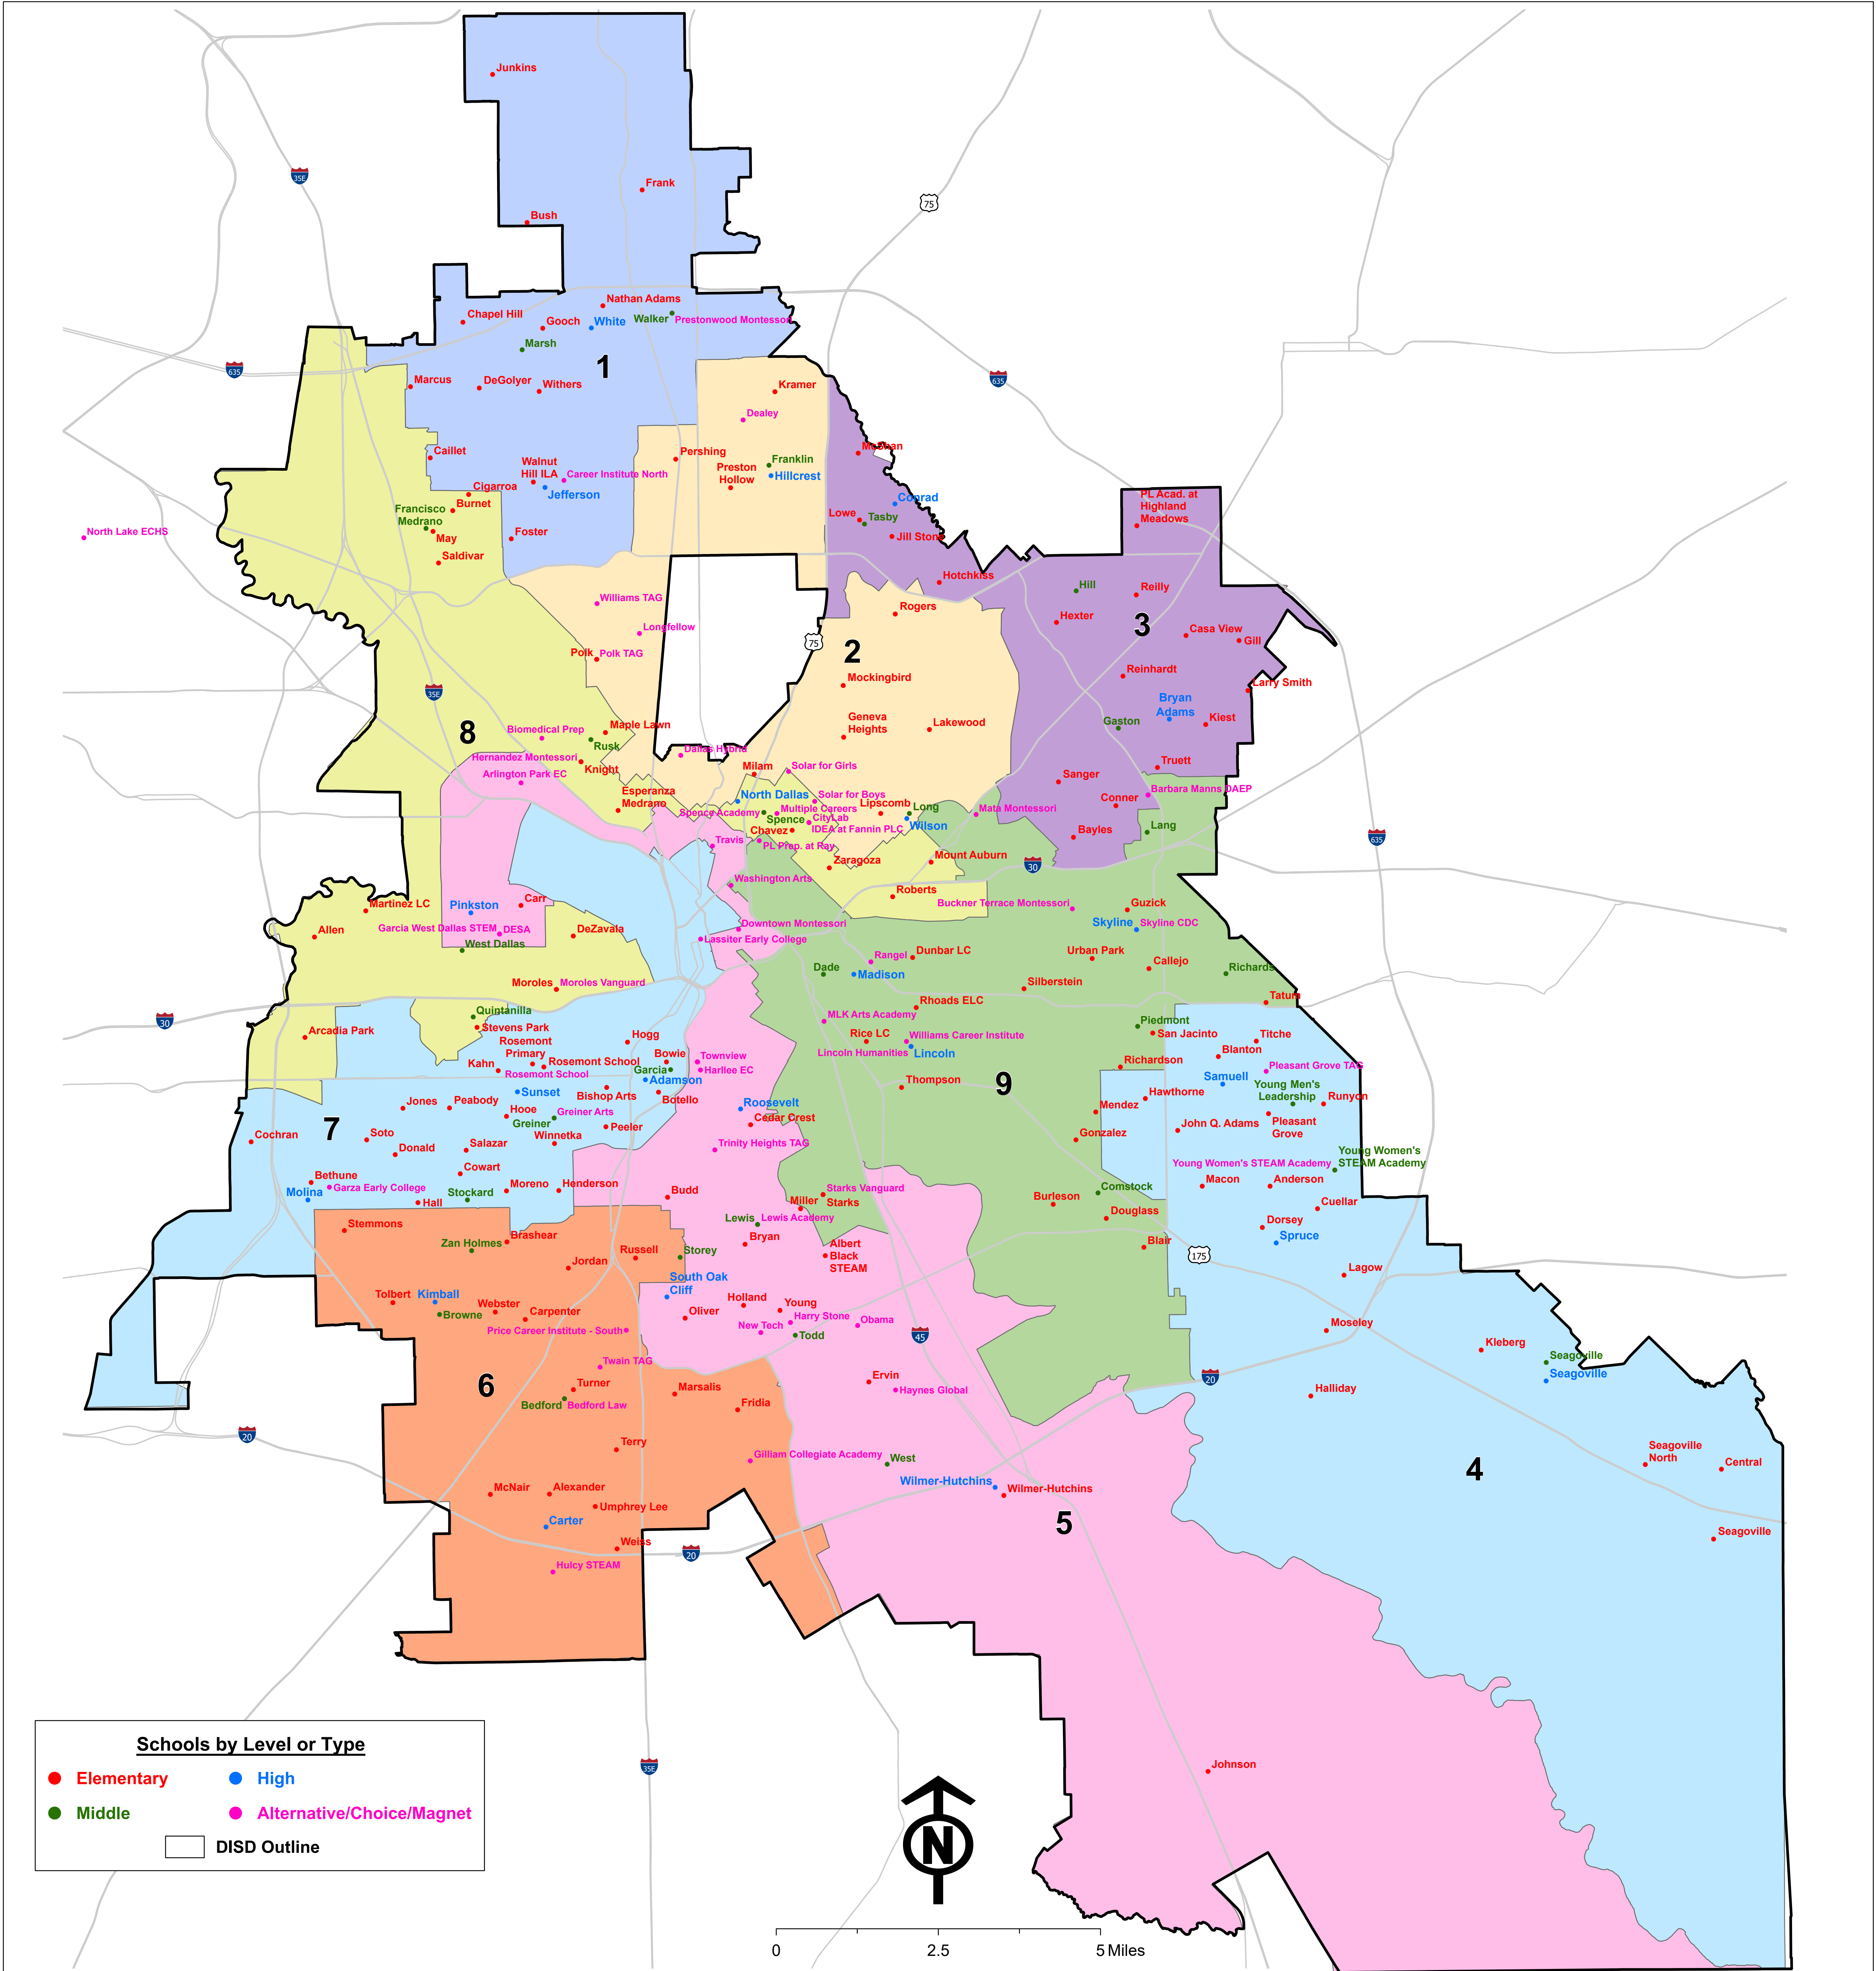 Junkins
35E
Frank
75
Bush
Nathan Adams
Chapel Hill
Gooch
White
Walker
Prestonwood Montessori
Marsh
1
635
635
Marcus
DeGolyer
Withers
Kramer
Dealey
McShan
Caillet
Walnut
Hill ILA
Career Institute North
Jefferson
Pershing
Preston
Hollow
Franklin
Hillcrest
Cigarroa
Burnet
Francisco
Medrano
May
Foster
Saldivar
North Lake ECHS
Conrad
Lowe
Tasby
Jill Stone
PL Acad. at
Highland
Meadows
Hotchkiss
Hill
Reilly
Williams TAG
Longfellow
Rogers
Hexter
3
Casa View
Gill
Polk
Polk TAG
75
2
Mockingbird
Reinhardt
Larry Smith
35E
8
Bryan
Adams
Kiest
Gaston
Geneva
Heights
Lakewood
Biomedical Prep
Maple Lawn
Rusk
Hernandez Montessori
Knight
Arlington Park EC
Dallas Hybrid
Milam
Solar for Girls
Truett
Sanger
Esperanza
Medrano
North Dallas
Solar for Boys
Multiple Careers
Spence Academy
Spence
CityLab
Chavez
IDEA at Fannin PLC
Lipscomb
Long
Wilson
Mata Montessori
Conner
Barbara Manns DAEP
Bayles
Lang
635
Travis
PL Prep. at Ray
Zaragoza
Mount Auburn
30
Washington Arts
Roberts
Buckner Terrace Montessori
Guzick
Skyline
Skyline CDC
Martinez LC
Pinkston
Carr
Allen
Garcia West Dallas STEM
DESA
West Dallas
DeZavala
Downtown Montessori
Lassiter Early College
Rangel
Dunbar LC
Dade
Madison
Urban Park
Callejo
Richards
Moroles
Moroles Vanguard
Silberstein
Tatum
Rhoads ELC
30
Quintanilla
Stevens Park
Arcadia Park
Rosemont
Primary
Rosemont School
Kahn
Rosemont School
Hogg
Bowie
Garcia
Townview
Harllee EC
MLK Arts Academy
Rice LC
Williams Career Institute
Lincoln Humanities
Lincoln
Piedmont
San Jacinto
Titche
Blanton
Richardson
Pleasant Grove TAG
Adamson
Sunset
Bishop Arts
Botello
Thompson
9
Samuell
Young Men's
Leadership
Runyon
Hawthorne
Mendez
Jones
Peabody
Hooe
Greiner Arts
Greiner
Peeler
Roosevelt
Cedar Crest
Cochran
7
Soto
Winnetka
Salazar
Donald
Trinity Heights TAG
Gonzalez
John Q. Adams
Pleasant
Grove
Young Women's
STEAM Academy
Young Women's STEAM Academy
Cowart
Bethune
Garza Early College
Molina
Hall
Stockard
Moreno
Henderson
Budd
Starks Vanguard
Miller
Starks
Macon
Anderson
Burleson
Comstock
Cuellar
Douglass
Dorsey
Spruce
Stemmons
Zan Holmes
Brashear
Lewis
Lewis Academy
Bryan
Albert
Black
STEAM
Blair
175
Jordan
Russell
Storey
Lagow
South Oak
Cliff
Tolbert
Kimball
Browne
Webster
Carpenter
Price Career Institute - South
Oliver
Holland
Young
Harry Stone
New Tech
Todd
Obama
45
Moseley
Kleberg
Seagoville
Seagoville
Twain TAG
6
Turner
Bedford
Bedford Law
Marsalis
Fridia
Ervin
Haynes Global
20
Halliday
20
Terry
Gilliam Collegiate Academy
West
Seagoville
North
Central
4
McNair
Alexander
Umphrey Lee
Carter
Wilmer-Hutchins
Wilmer-Hutchins
5
Seagoville
Weiss
20
Hulcy STEAM
35E
Johnson
Schools by Level or Type
Elementary
High
Middle
Alternative/Choice/Magnet
DISD Outline
N
0
2.5
5 Miles